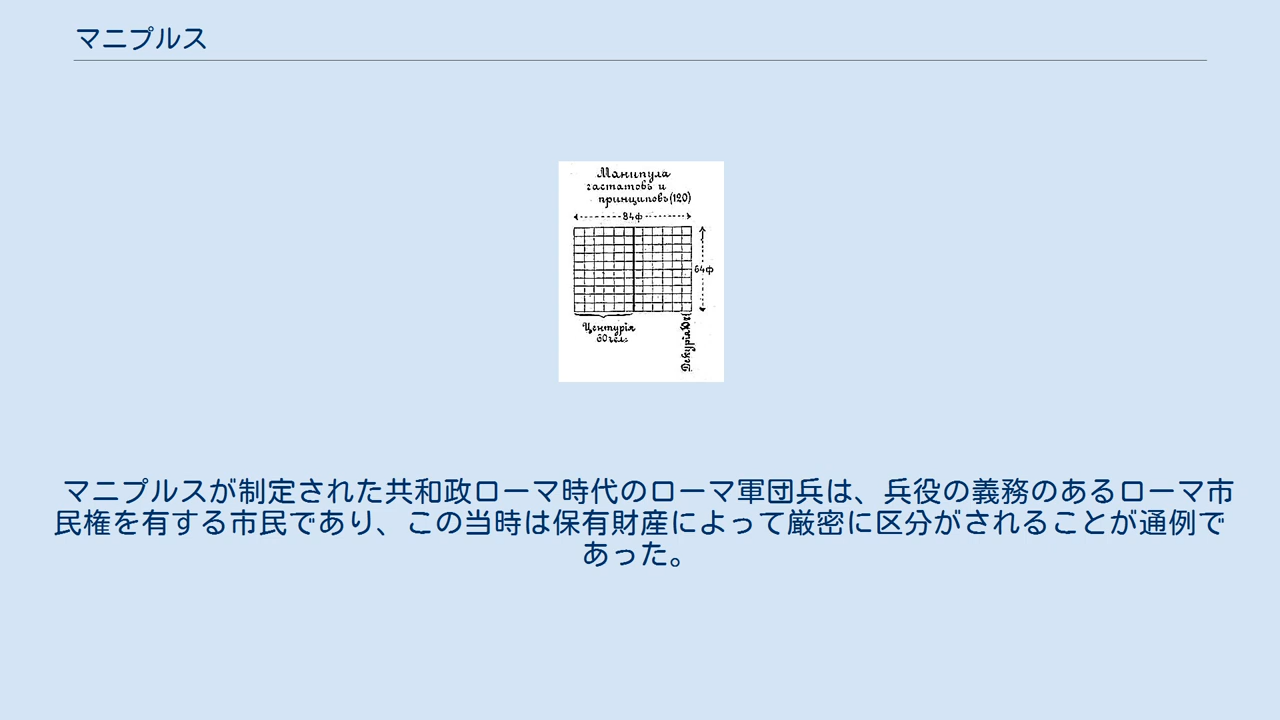 マニプルス
Манипула
гастатовъ и
принциповъ (120)
84ф
64ф
Центурія
60 чел.
Декурія
マニプルスが制定された共和政ローマ時代のローマ軍団兵は、兵役の義務のあるローマ市
民権を有する市民であり、この当時は保有財産によって厳密に区分がされることが通例で
あった。